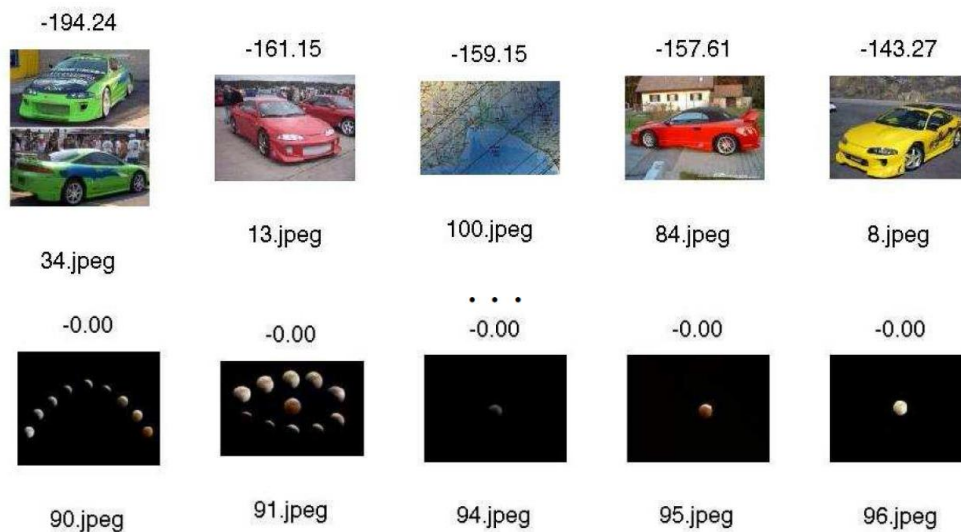 -194.24
-161.15
-159.15
-157.61
-143.27
34.jpeg
13.jpeg
100.jpeg
84.jpeg
8.jpeg
. . .
-0.00
-0.00
-0.00
-0.00
-0.00
90.jpeg
91.jpeg
94.jpeg
95.jpeg
96.jpeg